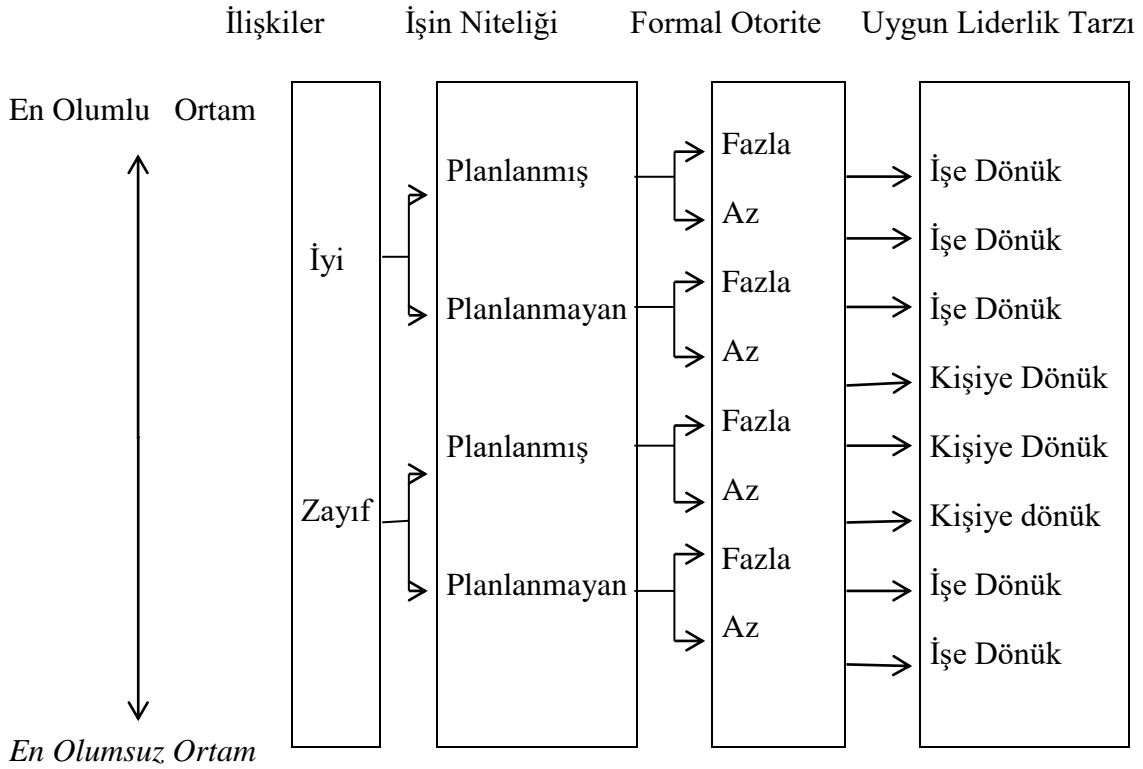 İlişkiler İşin Niteliği Formal Otorite Uygun Liderlik Tarzı
En Olumlu Ortam
Fazla
Planlanmış İşe Dönük
Az
İşe Dönük
İyi
Fazla
Planlanmayan İşe Dönük
Az
Kişiye Dönük
Fazla
Planlanmış Kişiye Dönük
Az
Zayıf Kişiye dönük
Fazla
Planlanmayan İşe Dönük
Az
İşe Dönük
En Olumsuz Ortam